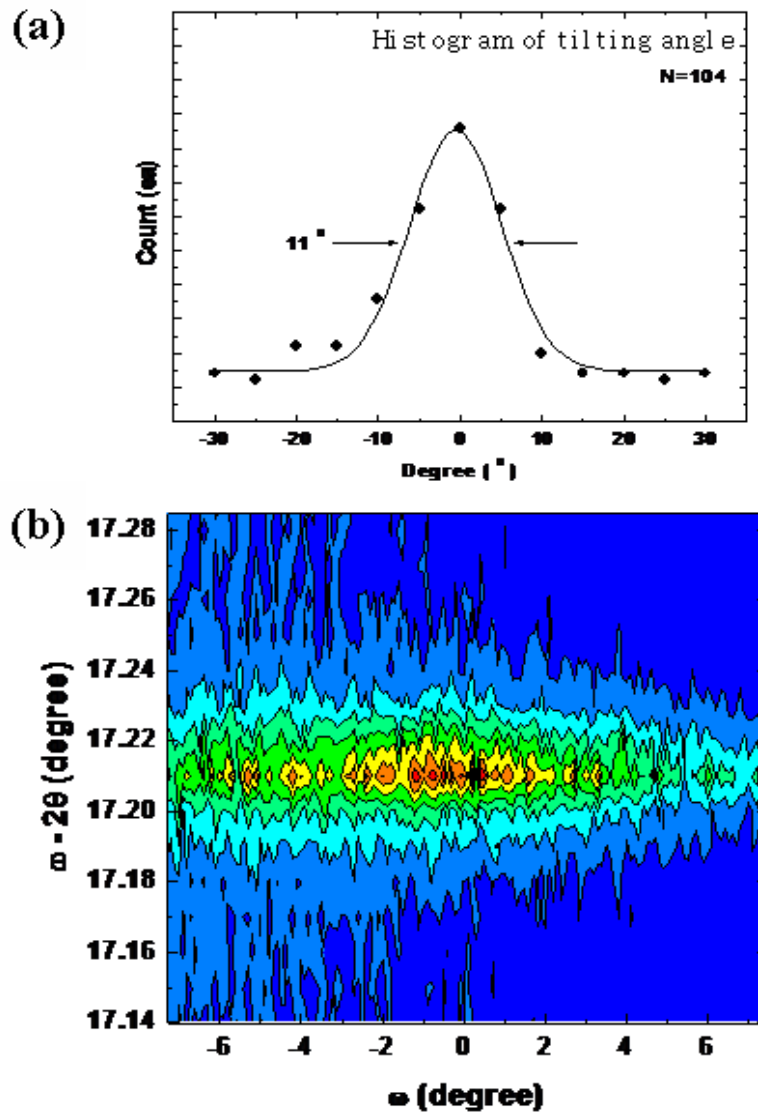 (a)
Histogram of tilting angle
N=104
Count (ea)
11 °
-30 -20 -10 0 10 20 30
Degree ( ° )
(b)
17.28
17.26
17.24
17.22
17.20
17.18
17.16
17.14
ω - 2θ (degree)
-6 -4 -2 0 2 4 6
ω (degree)